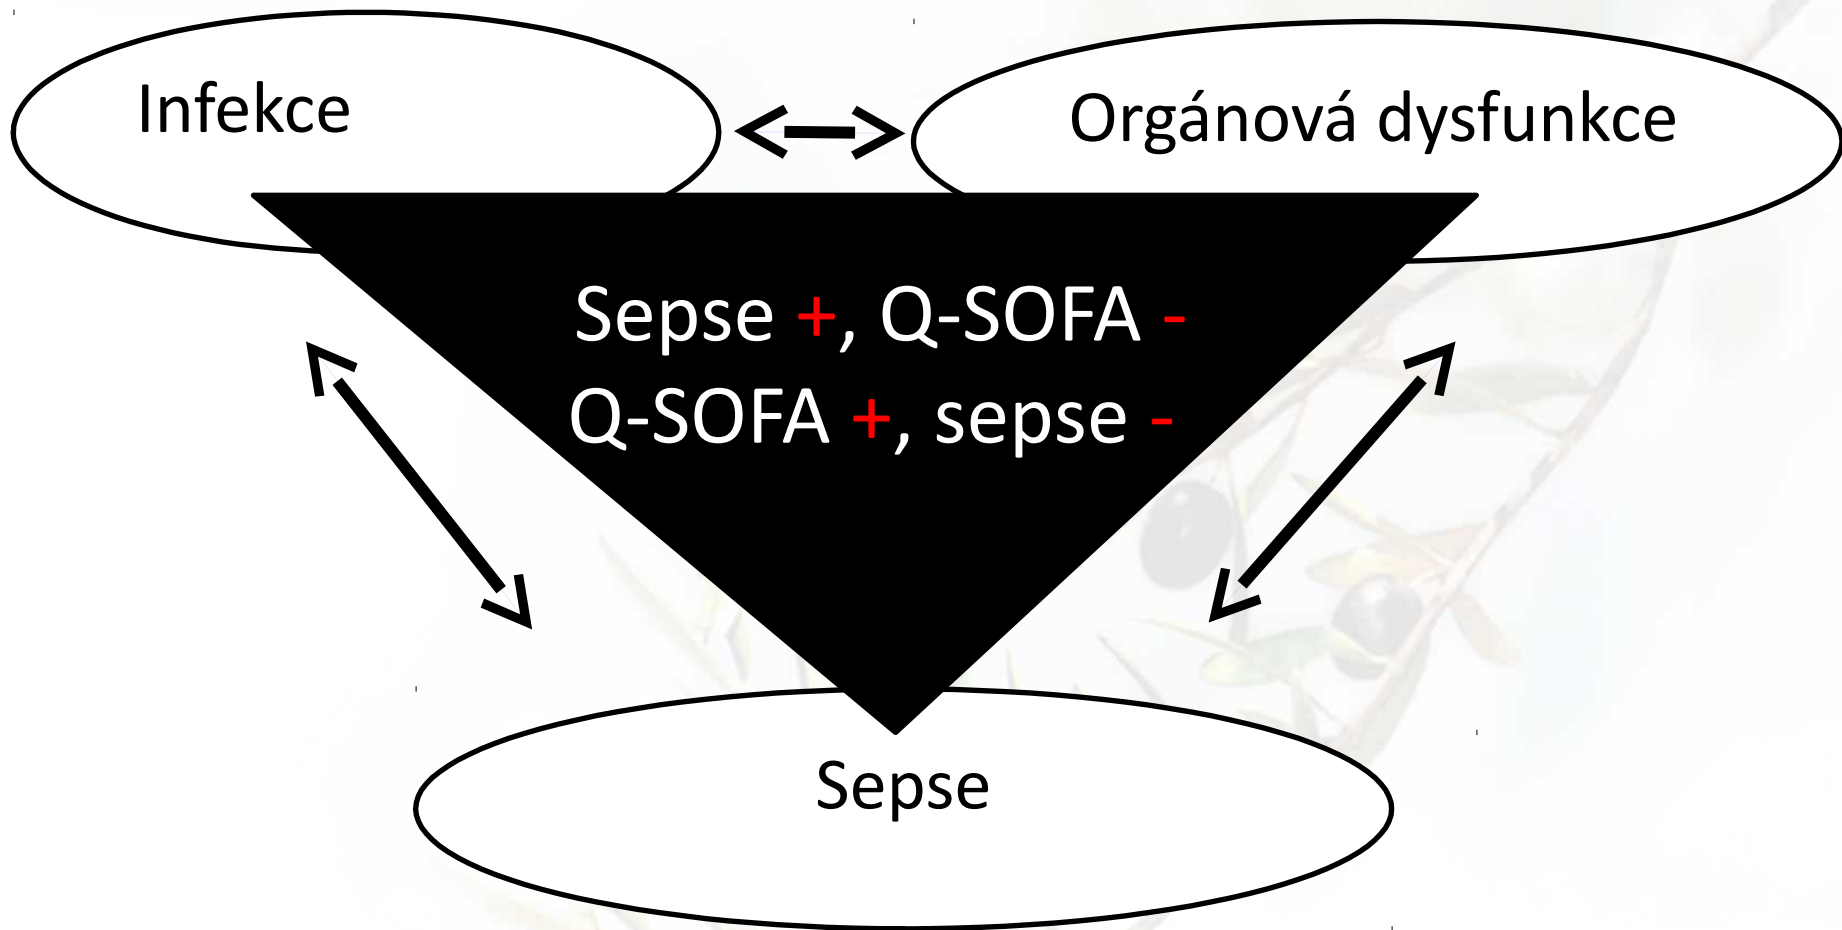 Infekce
Orgánová dysfunkce
Sepse +, Q-SOFA -
Q-SOFA +, sepse -
Sepse